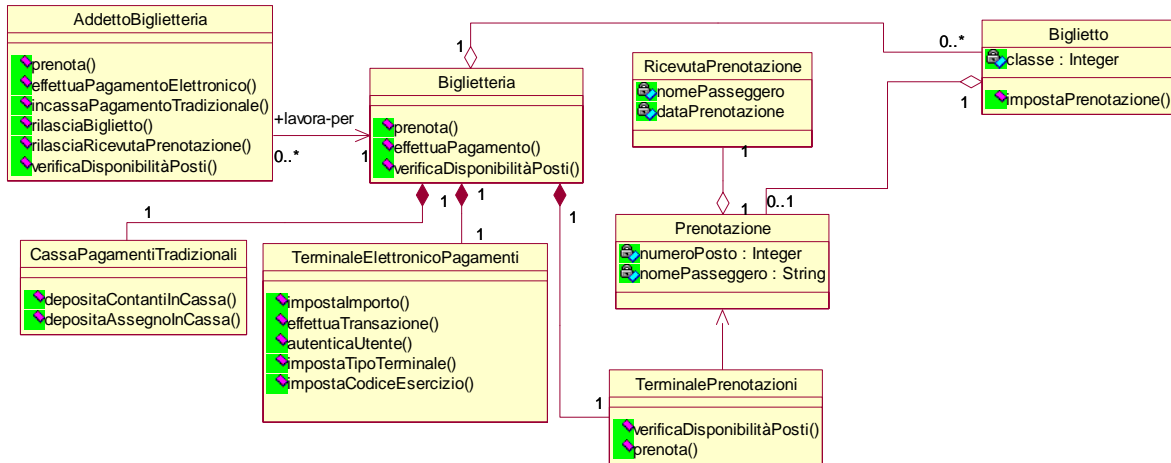 AddettoBiglietteria
prenota()
effettuaPagamentoElettronico()
incassaPagamentoTradizionale()
rilasciaBiglietto()
rilasciaRicevutaPrenotazione()
verificaDisponibilitàPosti()
+lavora-per
0..*
1
1
Biglietteria
prenota()
effettuaPagamento()
verificaDisponibilitàPosti()
1
1
1
0..*
Biglietto
classe : Integer
impostaPrenotazione()
1
RicevutaPrenotazione
nomePasseggero
dataPrenotazione
1
1
0..1
Prenotazione
numeroPosto : Integer
nomePasseggero : String
1
CassaPagamentiTradizionali
depositaContantiInCassa()
depositaAssegnoInCassa()
1
TerminaleElettronicoPagamenti
impostaImporto()
effettuaTransazione()
autenticaUtente()
impostaTipoTerminale()
impostaCodiceEsercizio()
1
TerminalePrenotazioni
verificaDisponibilitàPosti()
prenota()